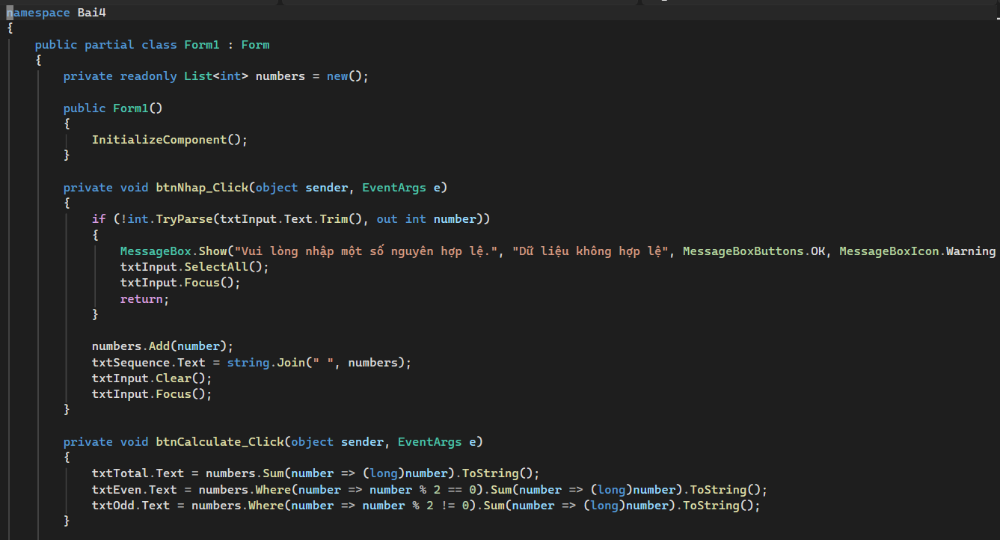 namespace Bai4
{
    public partial class Form1 : Form
    {
        private readonly List<int> numbers = new();

        public Form1()
        {
            InitializeComponent();
        }

        private void btnNhap_Click(object sender, EventArgs e)
        {
            if (!int.TryParse(txtInput.Text.Trim(), out int number))
            {
                MessageBox.Show("Vui lòng nhập một số nguyên hợp lệ.", "Dữ liệu không hợp lệ", MessageBoxButtons.OK, MessageBoxIcon.Warning
                txtInput.SelectAll();
                txtInput.Focus();
                return;
            }

            numbers.Add(number);
            txtSequence.Text = string.Join(" ", numbers);
            txtInput.Clear();
            txtInput.Focus();
        }

        private void btnCalculate_Click(object sender, EventArgs e)
        {
            txtTotal.Text = numbers.Sum(number => (long)number).ToString();
            txtEven.Text = numbers.Where(number => number % 2 == 0).Sum(number => (long)number).ToString();
            txtOdd.Text = numbers.Where(number => number % 2 != 0).Sum(number => (long)number).ToString();
        }